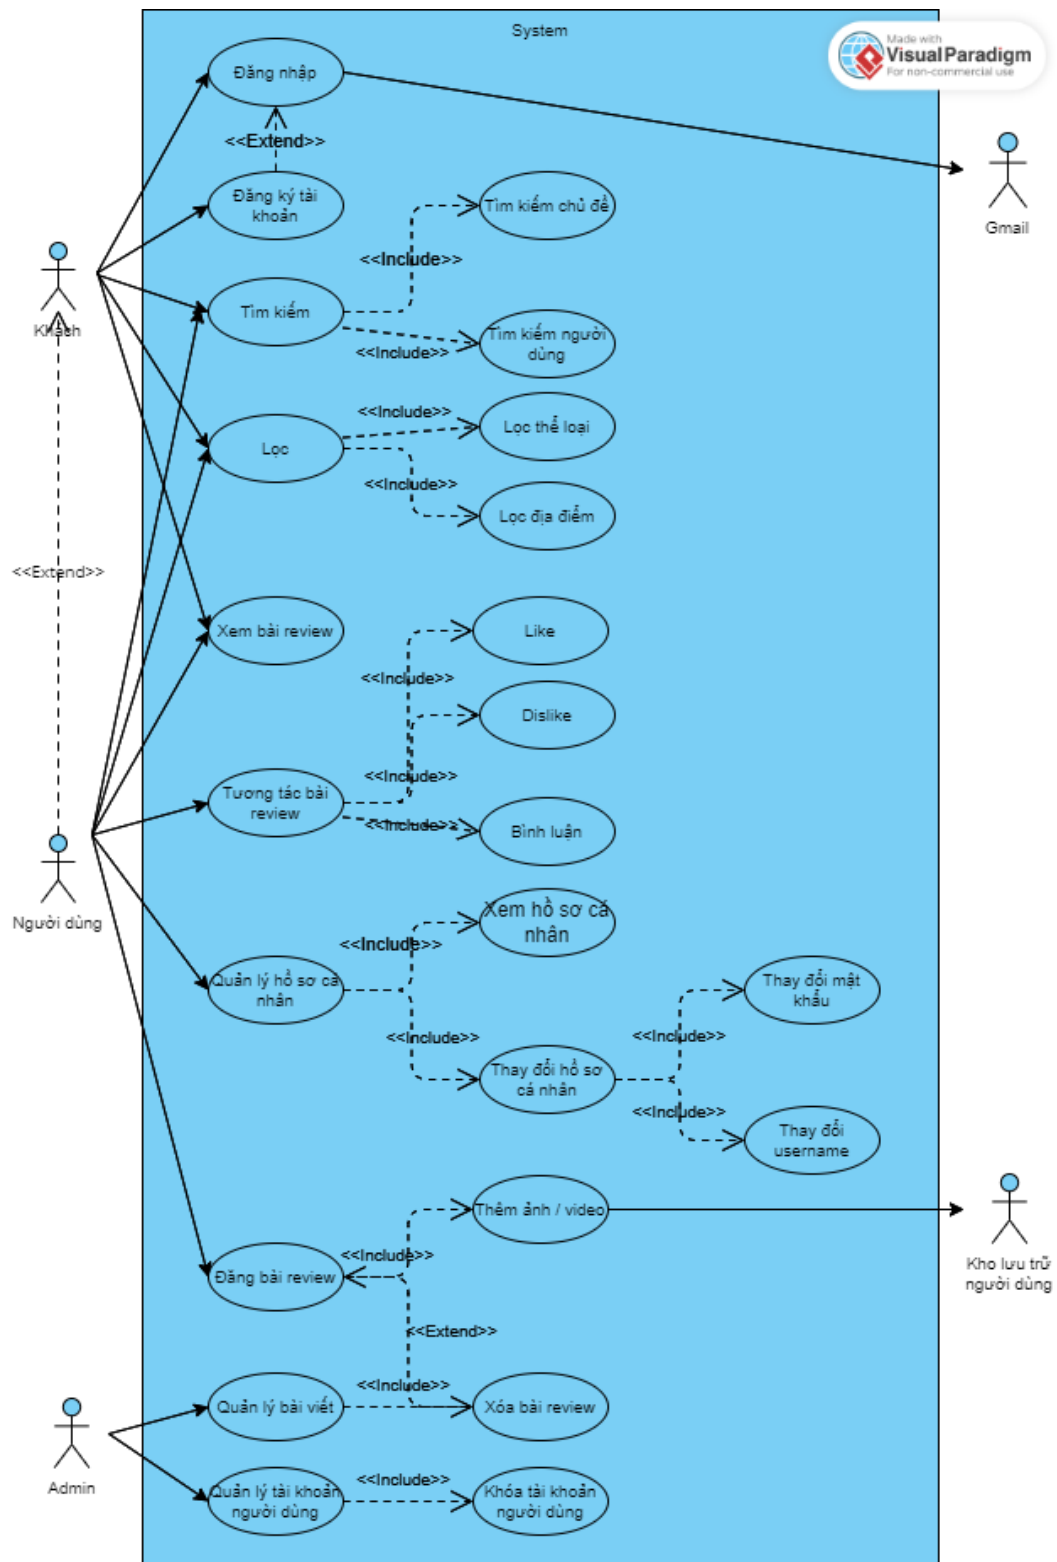 System
Made with
Visual Paradigm
For non-commercial use
Đăng nhập
<<Extend>>
Gmail
Đăng ký tài
khoản
Tìm kiếm chủ đề
<<Include>>
Khách
Tìm kiếm
Tìm kiếm người
dùng
<<Include>>
<<Include>>
Lọc thể loại
Lọc
<<Include>>
Lọc địa điểm
<<Extend>>
Xem bài review
Like
<<Include>>
Dislike
<<Include>>
Tương tác bài
review
<<Include>>
Bình luận
Người dùng
Xem hồ sơ cá
nhân
<<Include>>
Quản lý hồ sơ cá
nhân
Thay đổi mật
khẩu
<<Include>>
<<Include>>
Thay đổi hồ sơ
cá nhân
<<Include>>
Thay đổi
username
Thêm ảnh / video
<<Include>>
Kho lưu trữ
người dùng
Đăng bài review
<<Extend>>
<<Include>>
Quản lý bài viết
Xóa bài review
Admin
<<Include>>
Quản lý tài khoản
người dùng
Khóa tài khoản
người dùng